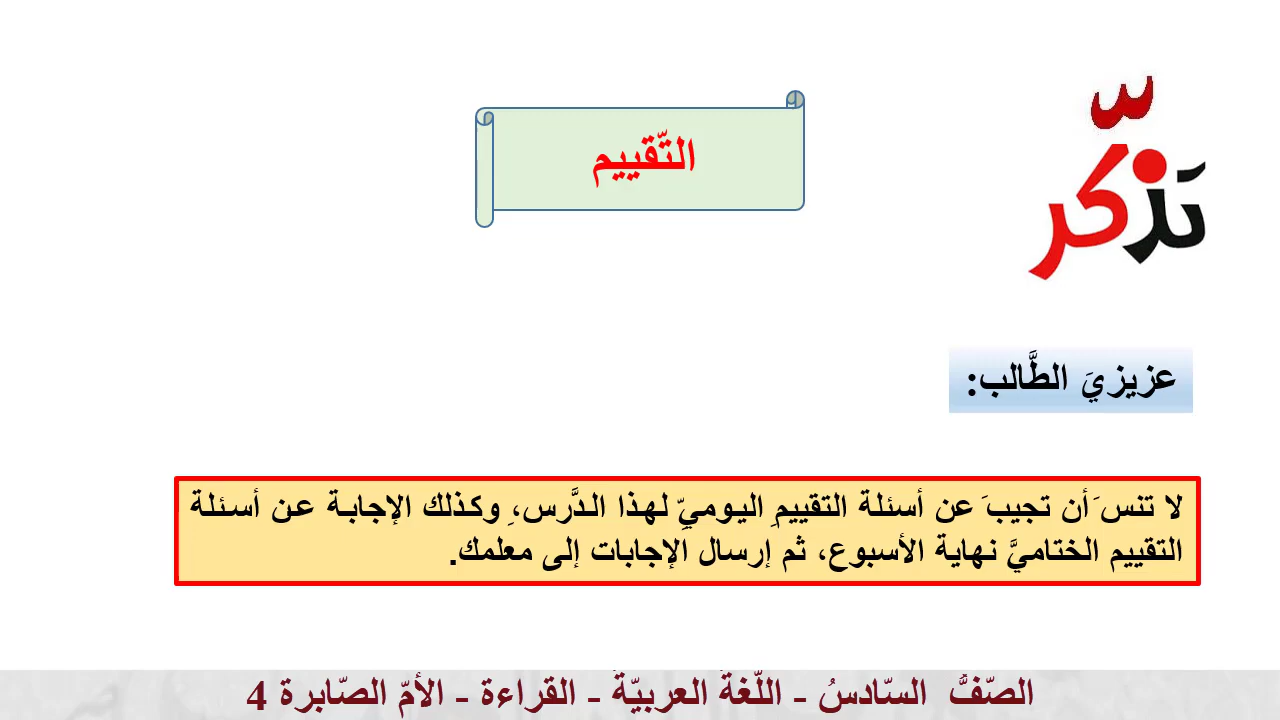 تذكّر
التّقييم
عزيزيَ الطَّالب:
لا تنسَ أن تجيبَ عن أسئلة التقييمِ اليوميِّ لهذا الدَّرسِ، وكذلك الإجابة عن أسئلة
التقييم الختاميَّ نهاية الأسبوع، ثم إرسال الإجابات إلى معلمك.
الصّفُّ السّادسُ - اللّغةُ العربيّةُ - القراءة - الأمّ الصّابرة 4